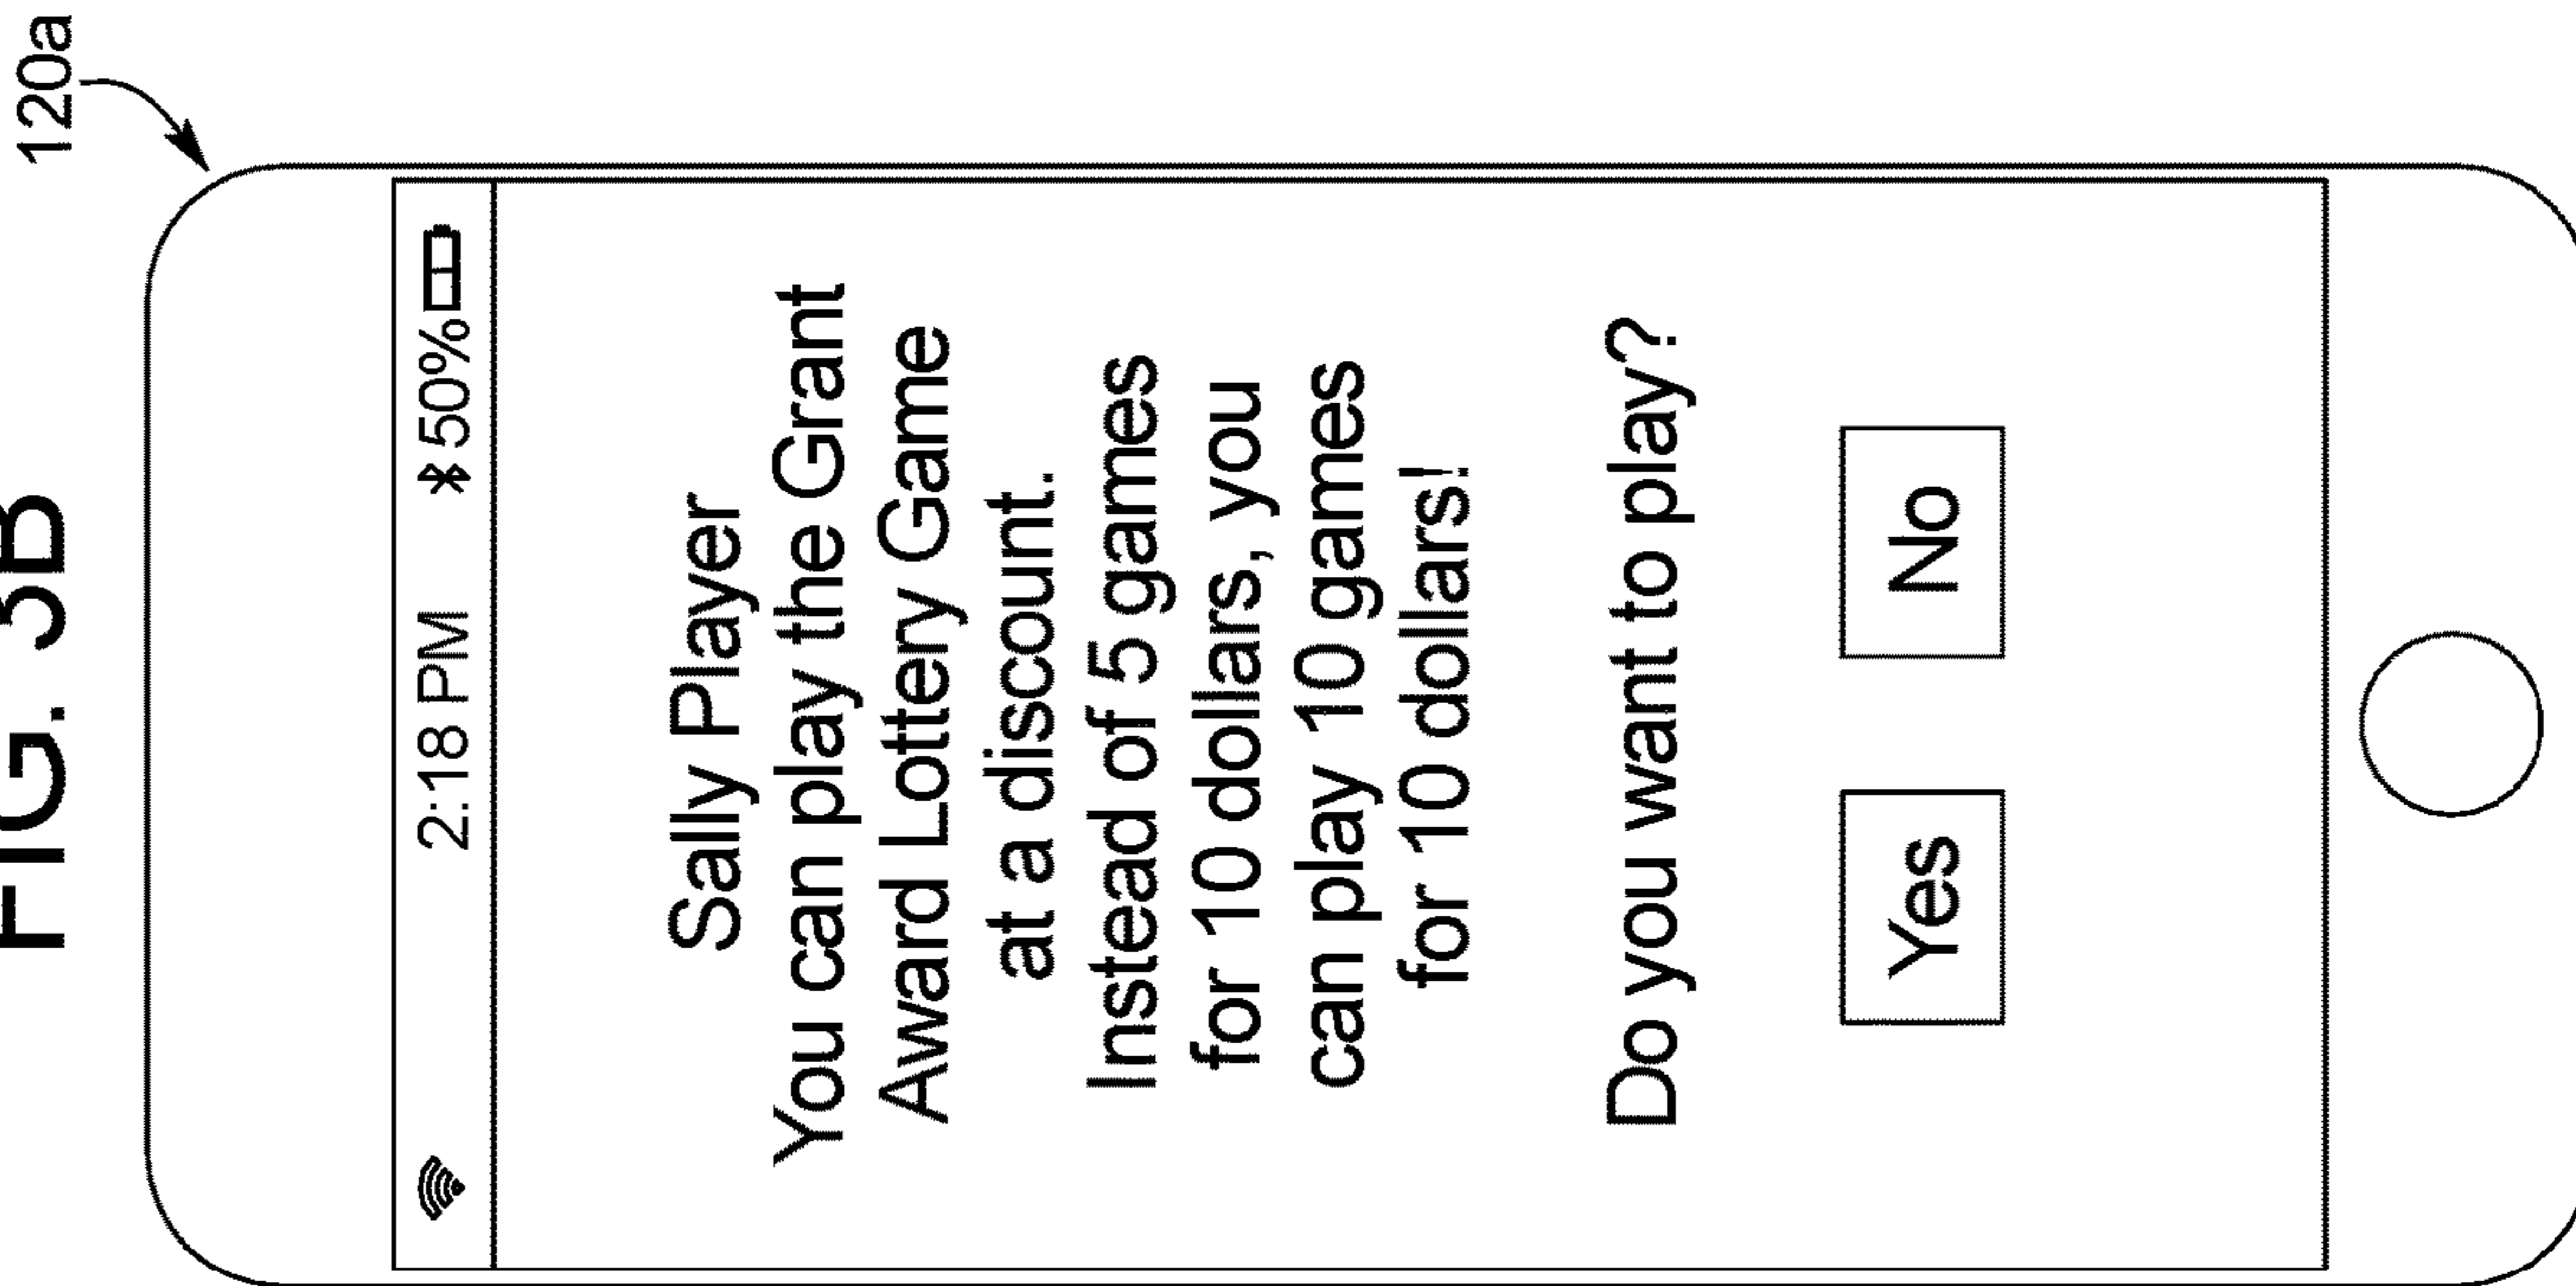 FIG. 3B
120a
2:18 PM 50%
Sally Player
You can play the Grant
Award Lottery Game
at a discount.
Instead of 5 games
for 10 dollars, you
can play 10 games
for 10 dollars!
Do you want to play?
Yes No